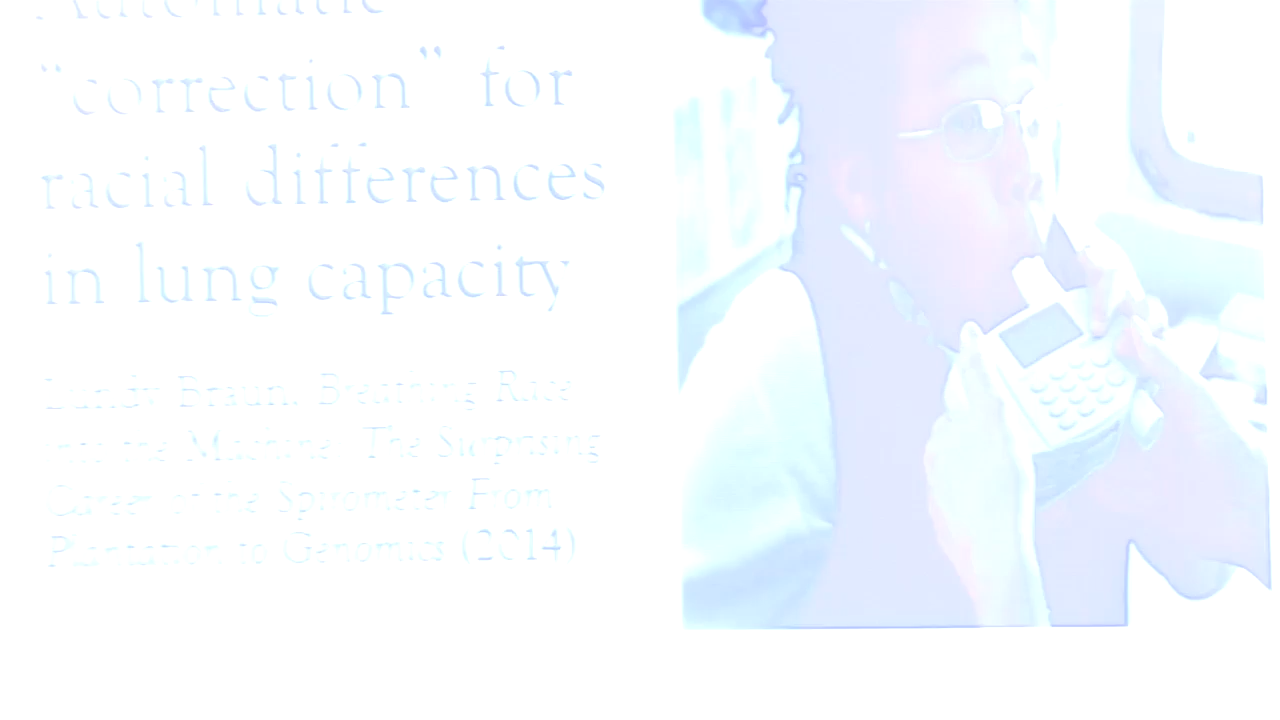 Automatic
“correction” for
racial differences
in lung capacity
Lundy Braun, Breathing Race
into the Machine: The Surprising
Career of the Spirometer From
Plantation to Genomics (2014)